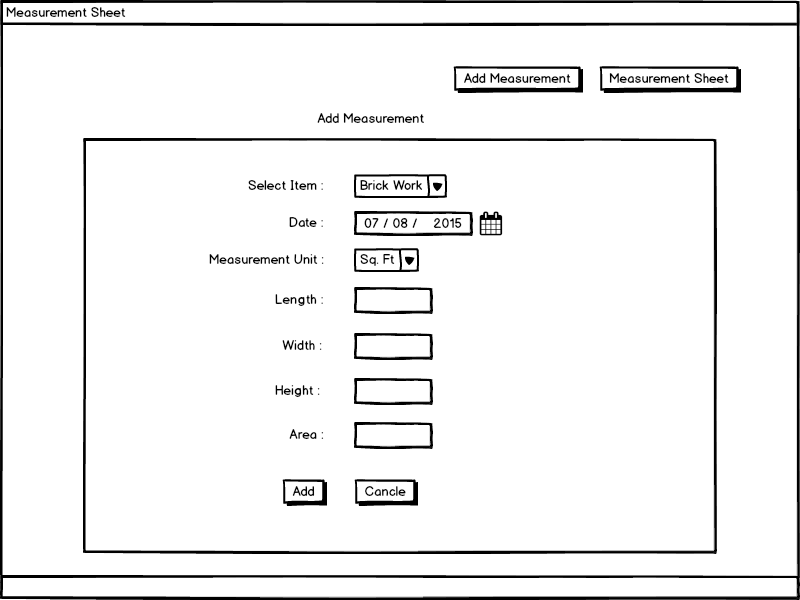 Measurement Sheet
Add Measurement Measurement Sheet
Add Measurement
Select Item : Brick Work
Date : 07 / 08 / 2015
Measurement Unit : Sq. Ft
Length :
Width :
Height :
Area :
Add Cancle